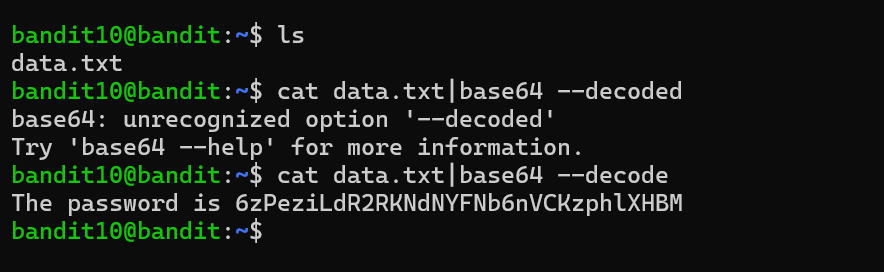 bandit10@bandit:~$ ls
data.txt
bandit10@bandit:~$ cat data.txt|base64 --decoded
base64: unrecognized option '--decoded'
Try 'base64 --help' for more information.
bandit10@bandit:~$ cat data.txt|base64 --decode
The password is 6zPeziLdR2RKNdNYFNb6nVCKzphlXHBM
bandit10@bandit:~$